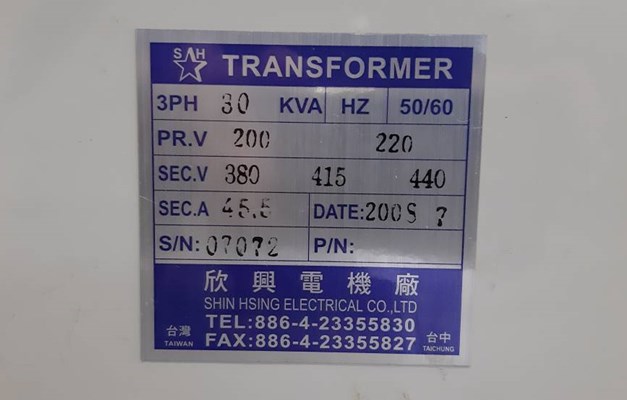 SAH TRANSFORMER
3PH 30 KVA HZ 50/60
PR.V 200 220
SEC.V 380 415 440
SEC.A 45.5 DATE:2008 7
S/N: 07072 P/N:
欣興電機廠
SHIN HSING ELECTRICAL CO.,LTD
TEL:886-4-23355830
台灣 TAIWAN FAX:886-4-23355827 台中 TAICHUNG